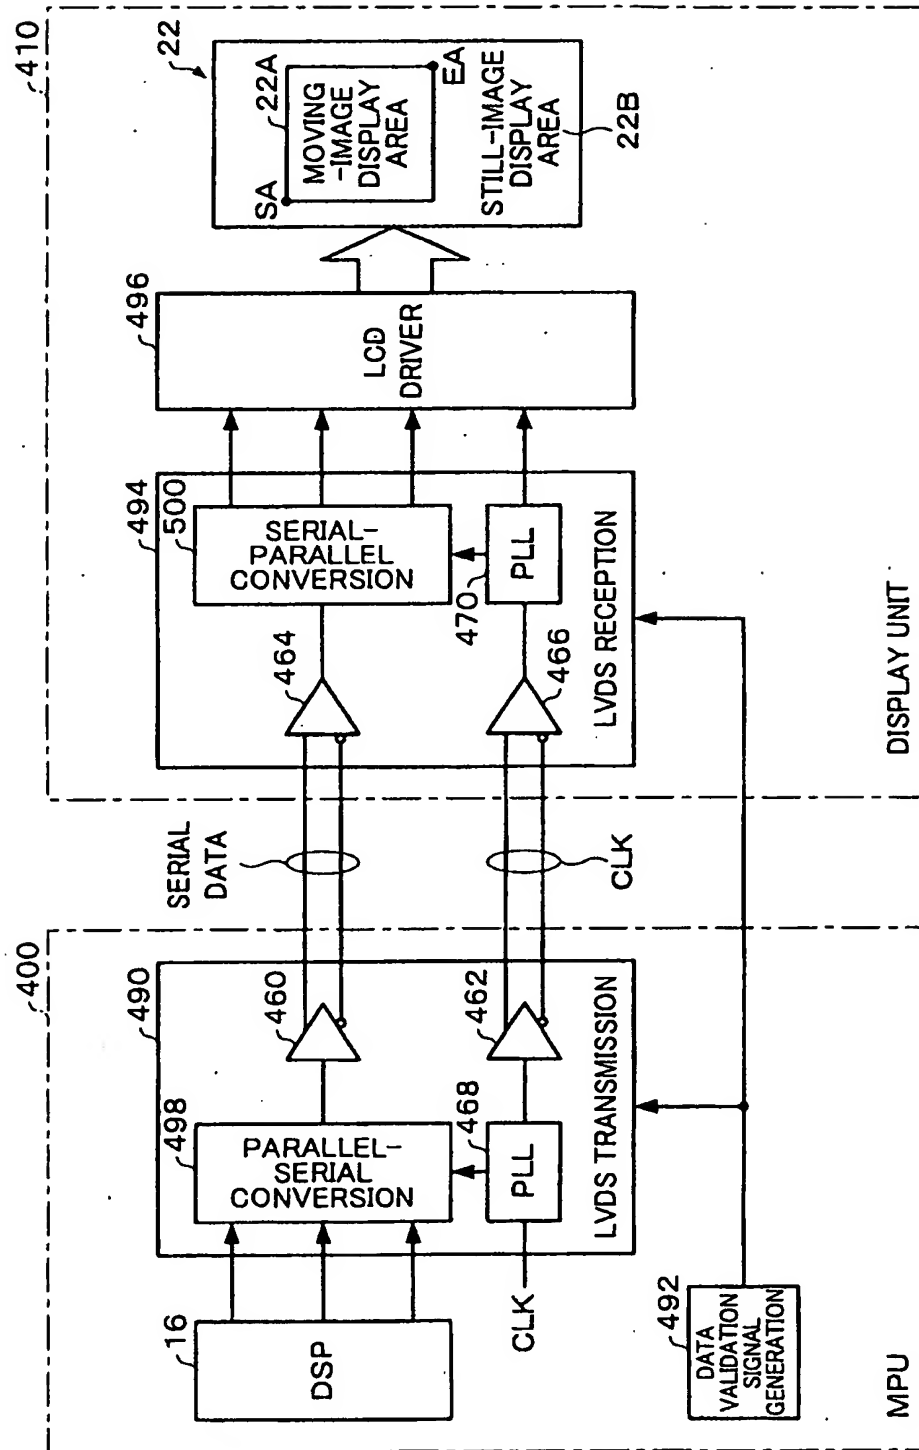 400
16
DSP
490
498
PARALLEL-
SERIAL
CONVERSION
460
468
PLL
462
CLK
LVDS TRANSMISSION
492
DATA
VALIDATION
SIGNAL
GENERATION
MPU
SERIAL
DATA
CLK
410
494
500
SERIAL-
PARALLEL
CONVERSION
464
470
PLL
466
LVDS RECEPTION
496
LCD
DRIVER
22
SA
22A
MOVING
-IMAGE
DISPLAY
AREA
EA
STILL-IMAGE
DISPLAY
AREA
22B
DISPLAY UNIT